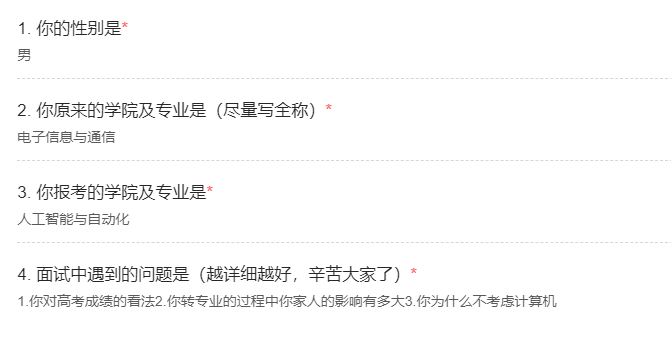 1. 你的性别是*
男
2. 你原来的学院及专业是（尽量写全称）*
电子信息与通信
3. 你报考的学院及专业是*
人工智能与自动化
4. 面试中遇到的问题是（越详细越好，辛苦大家了）*
1.你对高考成绩的看法2.你转专业的过程中你家人的影响有多大3.你为什么不考虑计算机